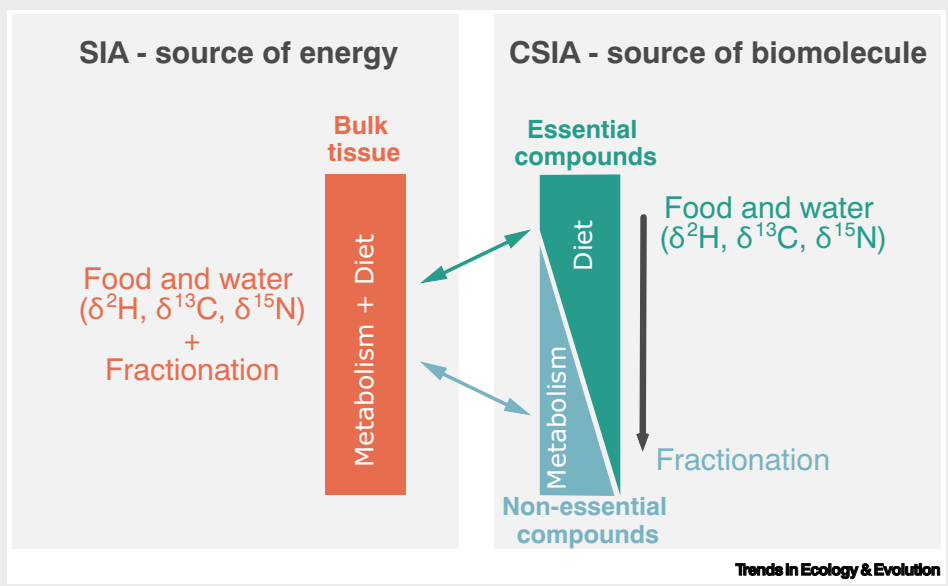 SIA - source of energy
Bulk
tissue
Metabolism + Diet
Food and water
(δ²H, δ¹³C, δ¹⁵N)
+
Fractionation
CSIA - source of biomolecule
Essential
compounds
Diet
Metabolism
Non-essential
compounds
Food and water
(δ²H, δ¹³C, δ¹⁵N)
Fractionation
Trends in Ecology & Evolution